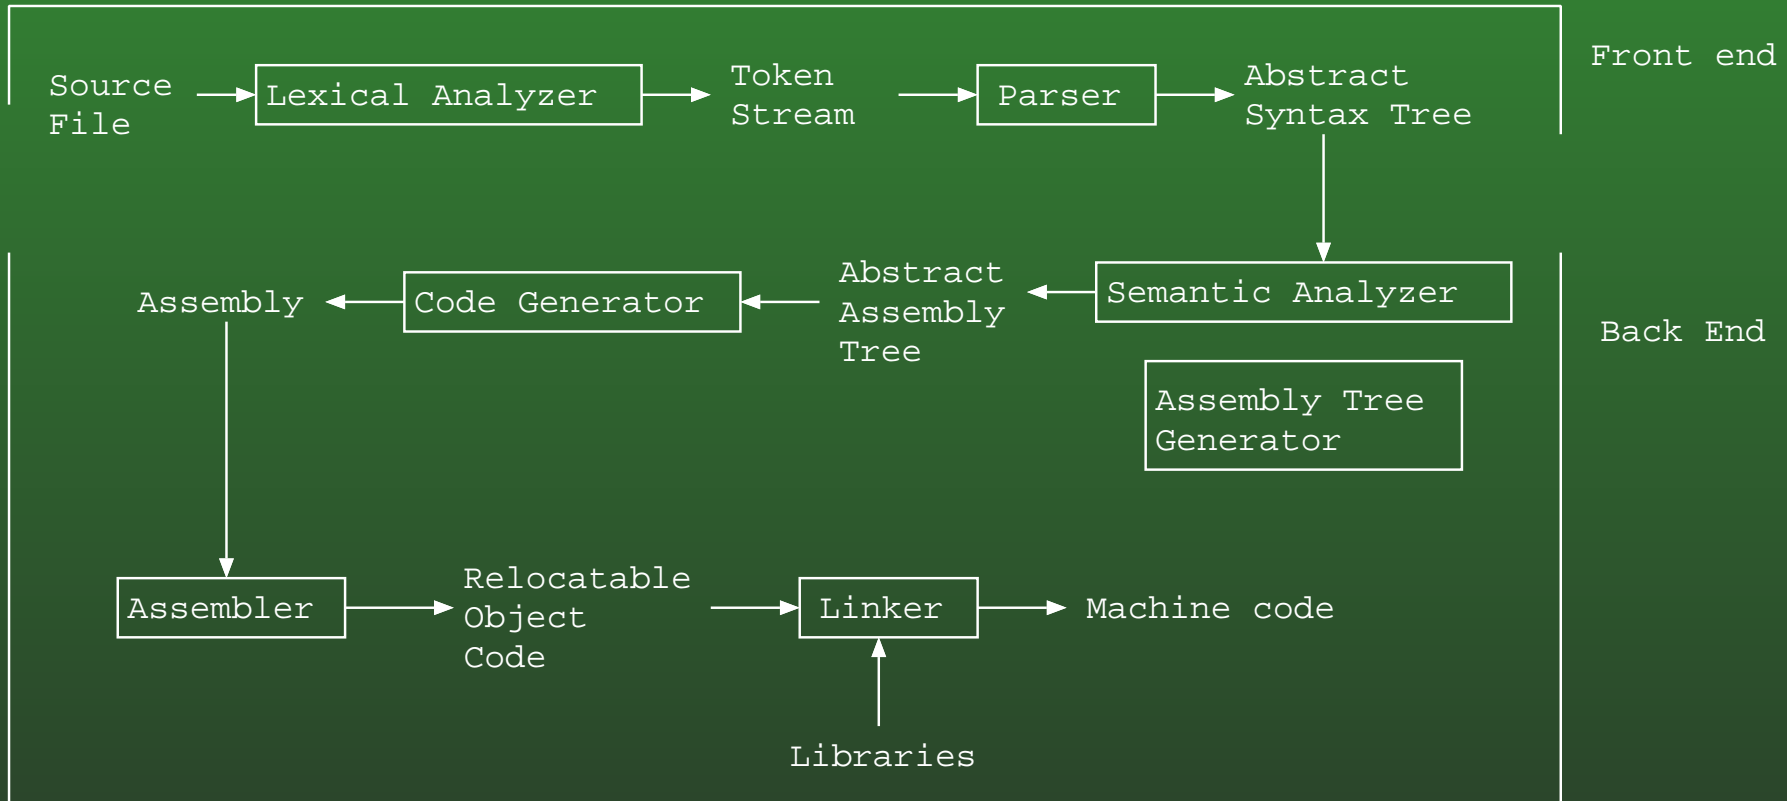 Front end
Source
File
Lexical Analyzer
Token
Stream
Parser
Abstract
Syntax Tree
Semantic Analyzer
Abstract
Assembly
Tree
Code Generator
Assembly
Back End
Assembly Tree
Generator
Assembler
Relocatable
Object
Code
Linker
Machine code
Libraries